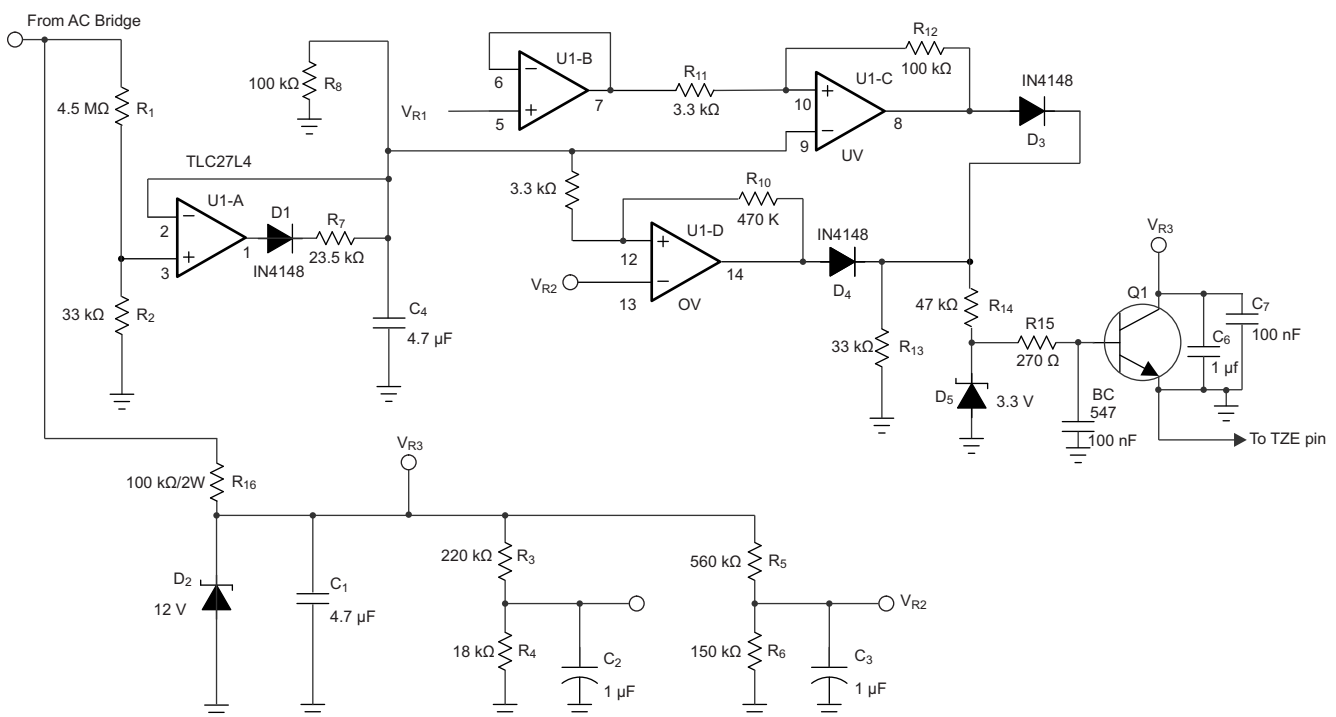 From AC Bridge
4.5 MΩ R1
33 kΩ R2
TLC27L4
U1-A
2
3
1
D1
IN4148
R7
23.5 kΩ
100 kΩ R8
C4
4.7 µF
VR1
U1-B
6
5
7
R11
3.3 kΩ
R12
100 kΩ
U1-C
10
9
8
UV
IN4148
D3
3.3 kΩ
R10
470 K
U1-D
12
13
14
OV
VR2
IN4148
D4
33 kΩ R13
47 kΩ R14
R15
270 Ω
D5 3.3 V
VR3
Q1
BC
547
100 nF
C6
1 µf
C7
100 nF
To TZE pin
100 kΩ/2W R16
VR3
D2
12 V
C1
4.7 µF
220 kΩ R3
18 kΩ R4
C2
1 µF
560 kΩ R5
150 kΩ R6
VR2
C3
1 µF